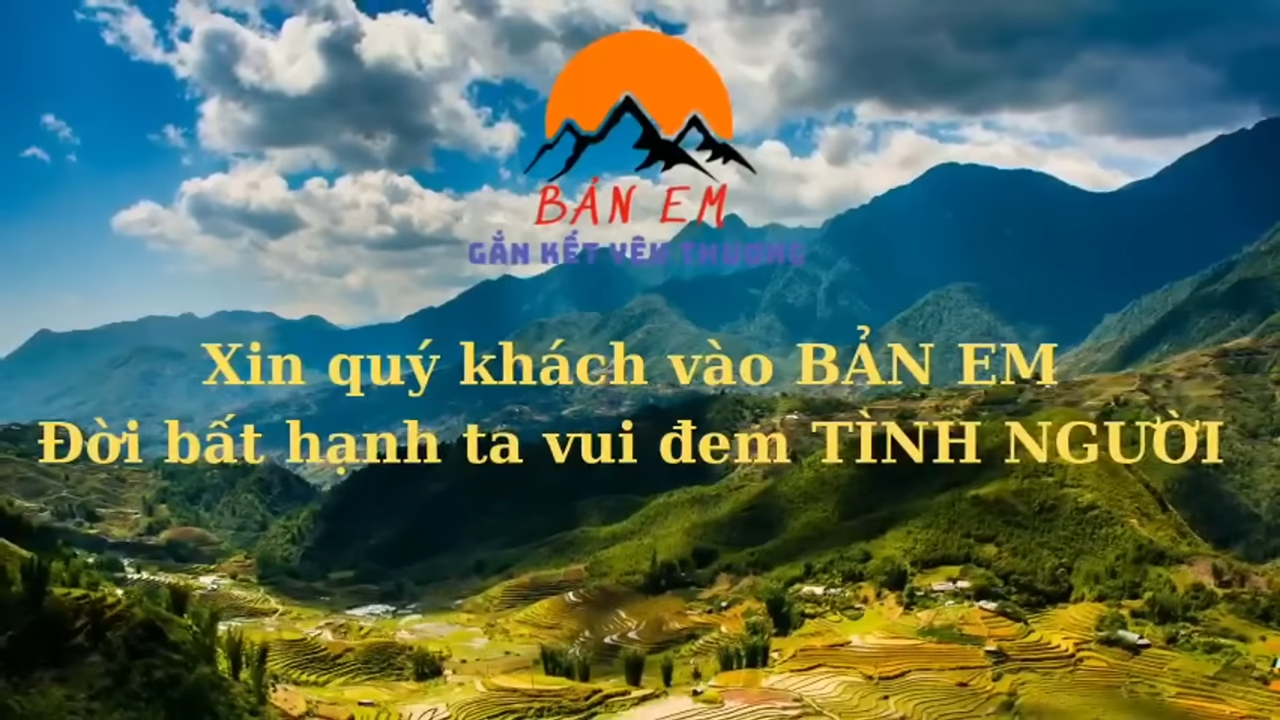 BẢN EM
GẮN KẾT YÊU THƯƠNG
Xin quý khách vào BẢN EM
Đời bất hạnh ta vui đem TÌNH NGƯỜI